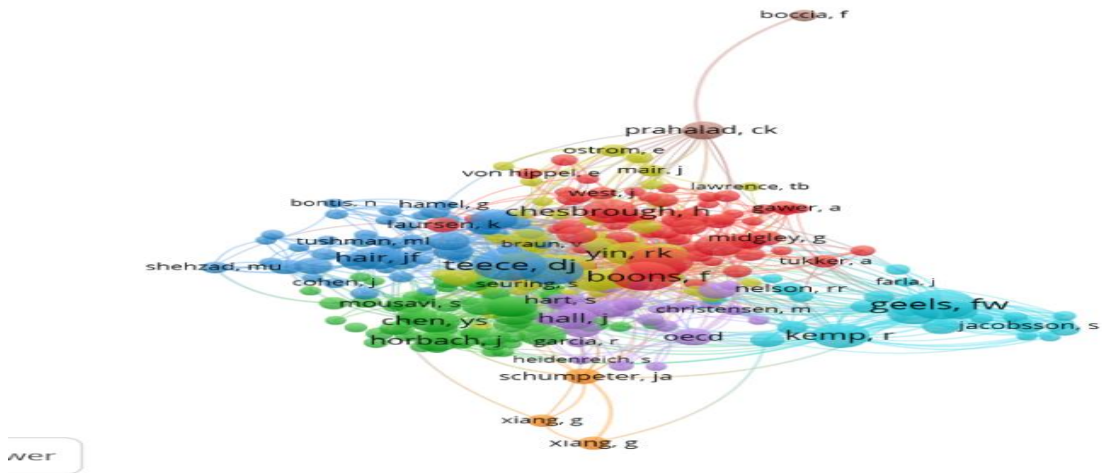 boccia, f
prahalad, ck
ostrom, e
von hippel, e
mair, j
west, j
lawrence, tb
bontis, n
hamel, g
chesbrough, h
gawer, a
laursen, k
tushman, ml
braun, v
yin, rk
midgley, g
hair, jf
teece, dj
boons, f
tukker, a
shehzad, mu
cohen, j
seuring, s
nelson, rr
farla, j
mousavi, s
hart, s
christensen, m
geels, fw
chen, ys
hall, j
jacobsson, s
horbach, j
garcia, r
oecd
kemp, r
heidenreich, s
schumpeter, ja
xiang, g
xiang, g
wer